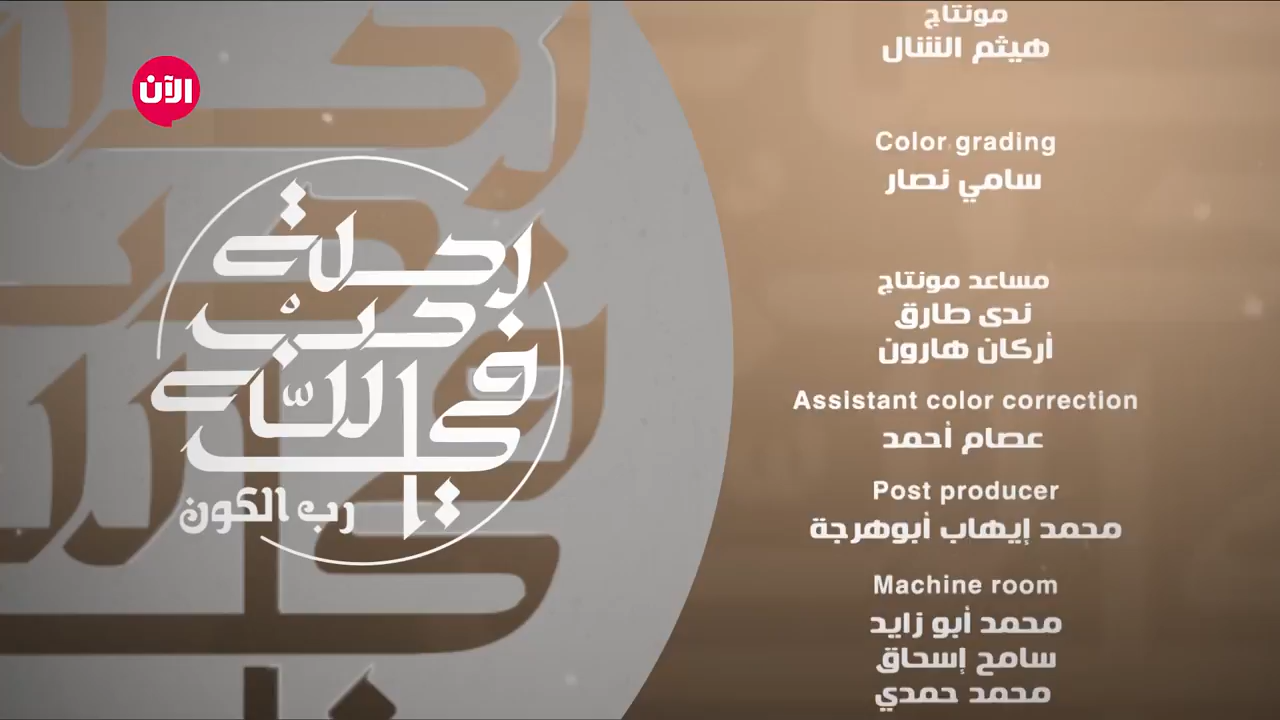 الآن
رحلة
حب
في الله
يا
رب الكون
مونتاج
هيثم الشال
Color grading
سامي نصار
مساعد مونتاج
ندى طارق
أركان هارون
Assistant color correction
عصام أحمد
Post producer
محمد إيهاب أبوهرجة
Machine room
محمد أبو زايد
سامح إسحاق
محمد حمدي